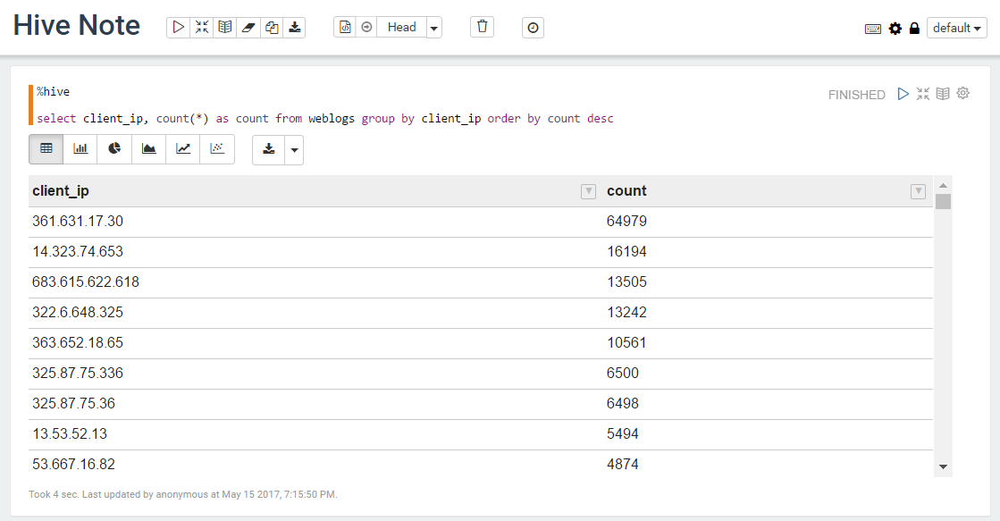 Hive Note
Head
default
%hive
FINISHED
select client_ip, count(*) as count from weblogs group by client_ip order by count desc
client_ip count
361.631.17.30 64979
14.323.74.653 16194
683.615.622.618 13505
322.6.648.325 13242
363.652.18.65 10561
325.87.75.336 6500
325.87.75.36 6498
13.53.52.13 5494
53.667.16.82 4874
Took 4 sec. Last updated by anonymous at May 15 2017, 7:15:50 PM.